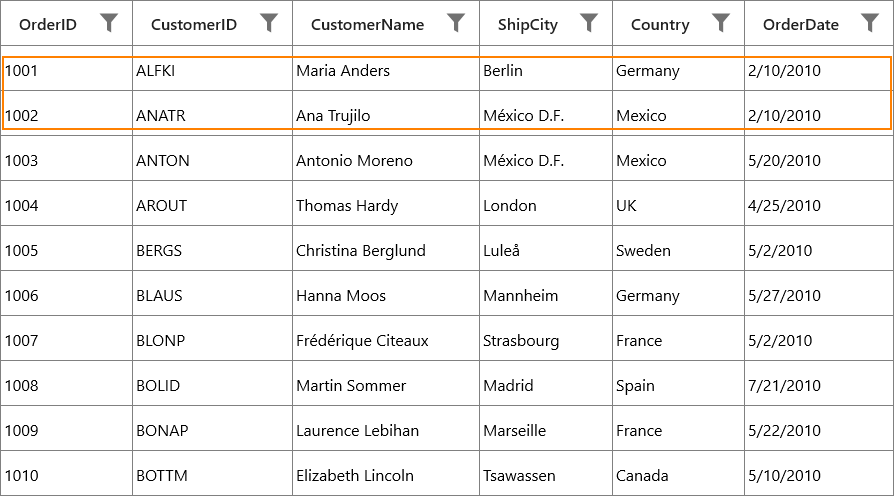 OrderID CustomerID CustomerName ShipCity Country OrderDate
1001 ALFKI Maria Anders Berlin Germany 2/10/2010
1002 ANATR Ana Trujilo México D.F. Mexico 2/10/2010
1003 ANTON Antonio Moreno México D.F. Mexico 5/20/2010
1004 AROUT Thomas Hardy London UK 4/25/2010
1005 BERGS Christina Berglund Luleå Sweden 5/2/2010
1006 BLAUS Hanna Moos Mannheim Germany 5/27/2010
1007 BLONP Frédérique Citeaux Strasbourg France 5/2/2010
1008 BOLID Martin Sommer Madrid Spain 7/21/2010
1009 BONAP Laurence Lebihan Marseille France 5/22/2010
1010 BOTTM Elizabeth Lincoln Tsawassen Canada 5/10/2010